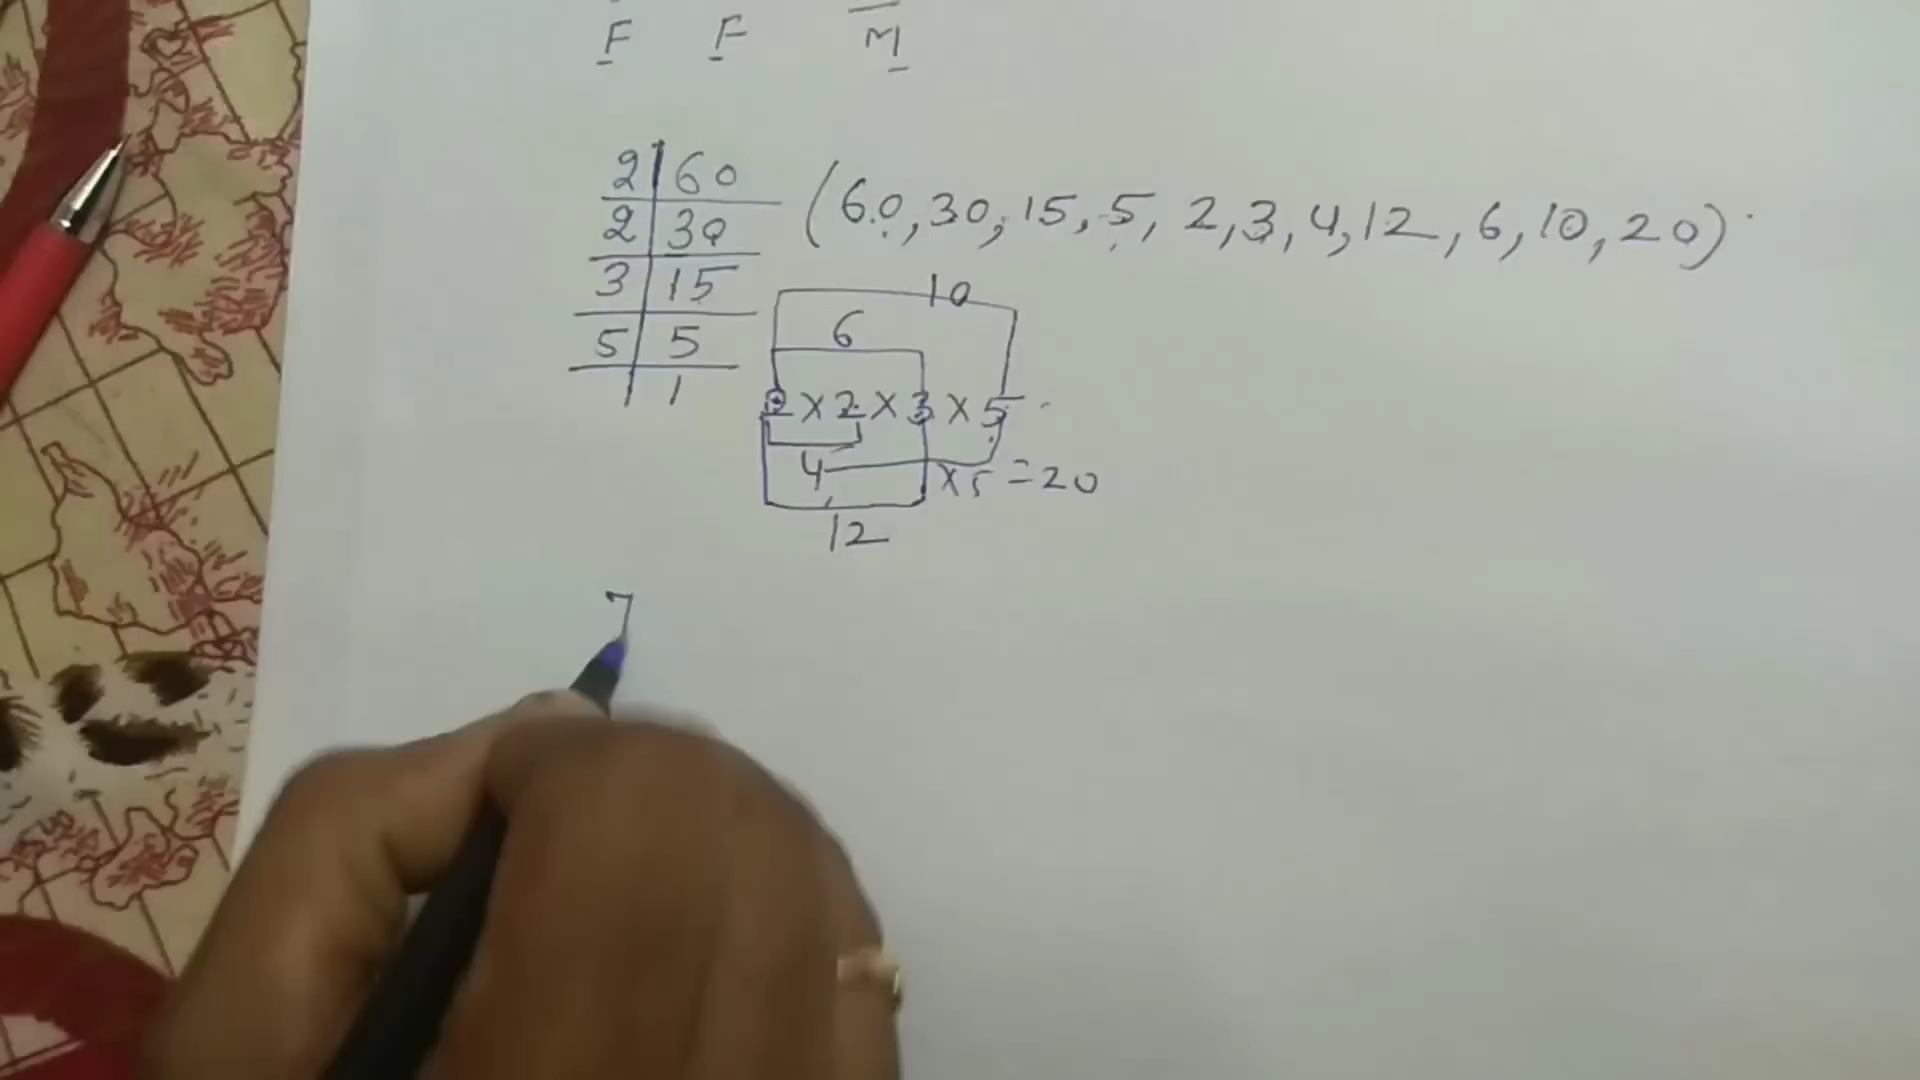 F F M
2 60 (60, 30, 15, 5, 2, 3, 4, 12, 6, 10, 20)
2 30
3 15
5 5
1
10
6
2 x 2 x 3 x 5
4 x 5 = 20
12
7